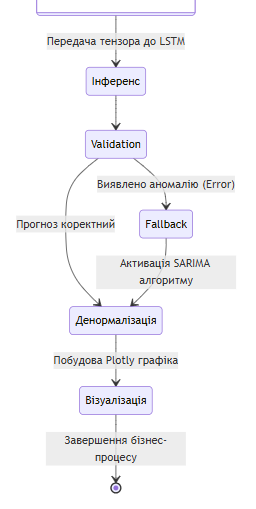 Передача тензора до LSTM
Інференс
Validation
Виявлено аномалію (Error)
Прогноз коректний
Fallback
Активація SARIMA
алгоритму
Денормалізація
Побудова Plotly графіка
Візуалізація
Завершення бізнес-
процесу